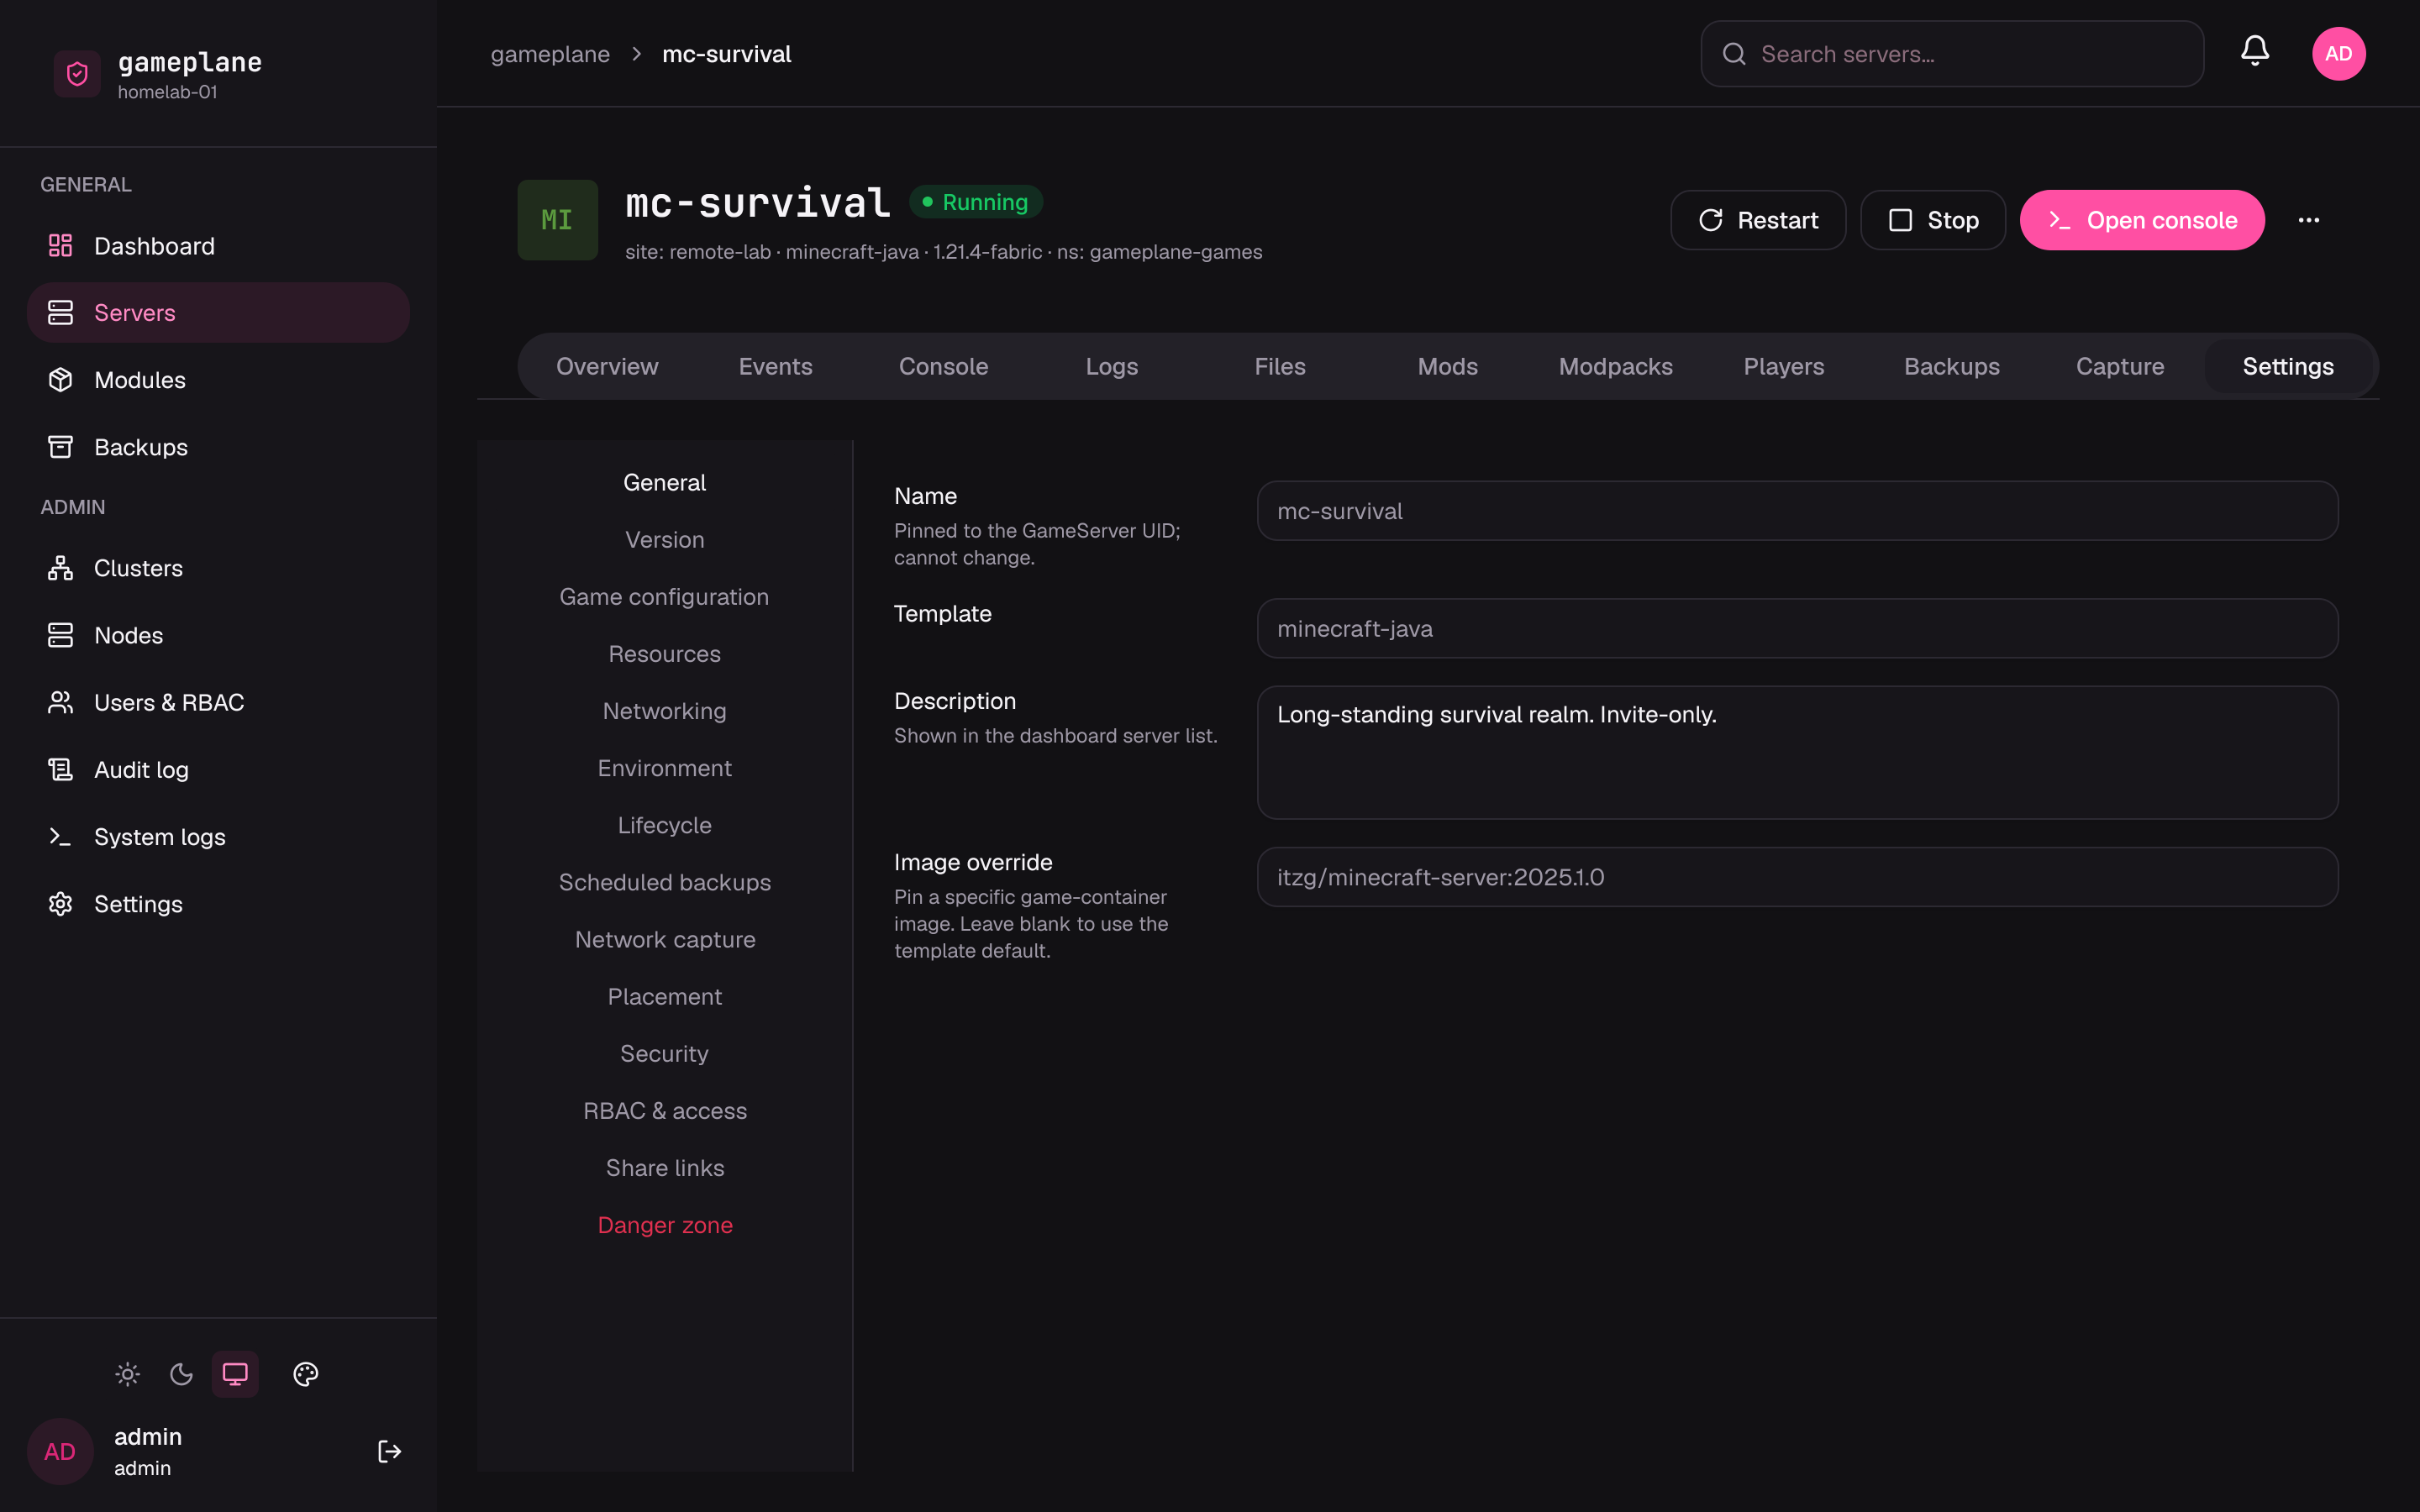 gameplane
homelab-01
GENERAL
Dashboard
Servers
Modules
Backups
ADMIN
Clusters
Nodes
Users & RBAC
Audit log
System logs
Settings
AD
admin
admin
gameplane > mc-survival
Search servers...
AD
MI
mc-survival
Running
site: remote-lab · minecraft-java · 1.21.4-fabric · ns: gameplane-games
Restart
Stop
Open console
Overview
Events
Console
Logs
Files
Mods
Modpacks
Players
Backups
Capture
Settings
General
Version
Game configuration
Resources
Networking
Environment
Lifecycle
Scheduled backups
Network capture
Placement
Security
RBAC & access
Share links
Danger zone
Name
Pinned to the GameServer UID;
cannot change.
mc-survival
Template
minecraft-java
Description
Shown in the dashboard server list.
Long-standing survival realm. Invite-only.
Image override
Pin a specific game-container
image. Leave blank to use the
template default.
itzg/minecraft-server:2025.1.0